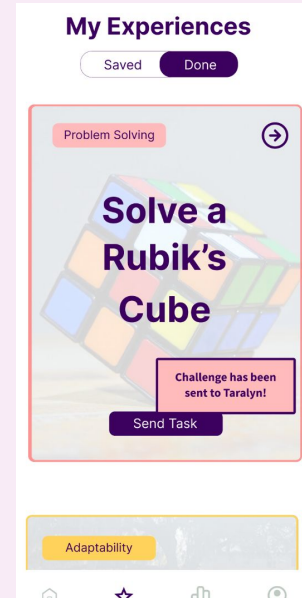 My Experiences
Saved Done
Problem Solving
Solve a
Rubik's
Cube
Challenge has been
sent to Taralyn!
Send Task
Adaptability